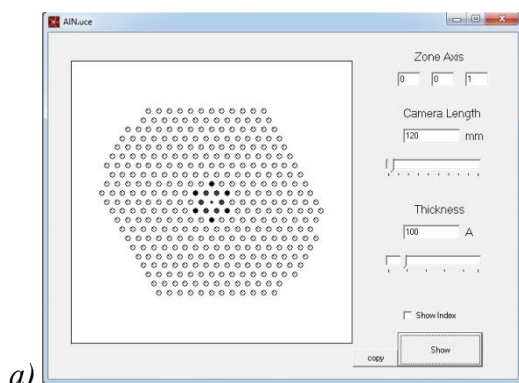 AlN.uce
Zone Axis
0 0 1
Camera Length
120 mm
Thickness
100 A
Show Index
copy
Show
a)